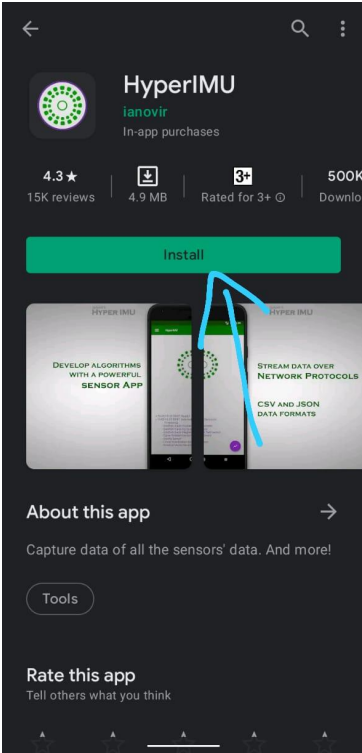 HyperIMU
ianovir
In-app purchases
4.3★
3+
500K
15K reviews
4.9 MB
Rated for 3+
Downlo
Install
HYPER IMU
HYPER IMU
DEVELOP ALGORITHMS
WITH A POWERFUL
SENSOR APP
STREAM DATA OVER
NETWORK PROTOCOLS
CSV AND JSON
DATA FORMATS
About this app
Capture data of all the sensors' data. And more!
Tools
Rate this app
Tell others what you think